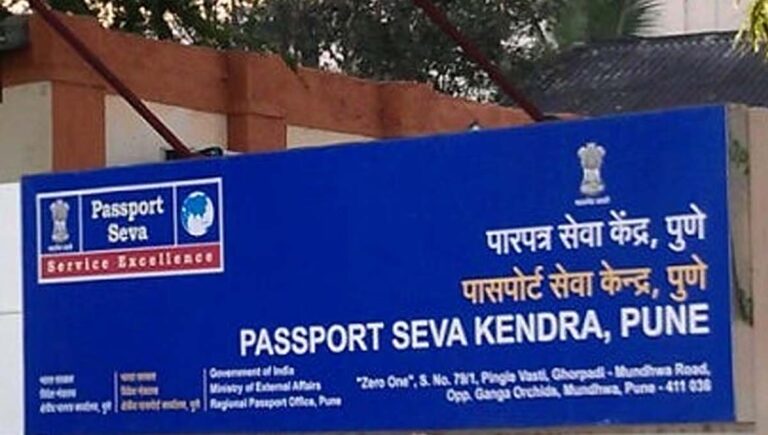 Passport
Seva
Service Excellence
पारपत्र सेवा केंद्र, पुणे
पासपोर्ट सेवा केन्द्र, पुणे
PASSPORT SEVA KENDRA, PUNE
Government of India
Ministry of External Affairs
Regional Passport Office, Pune
"Zero One", S. No. 79/1, Pingle Vasti, Ghorpadi - Mundhwa Road,
Opp. Ganga Orchids, Mundhwa, Pune - 411 036